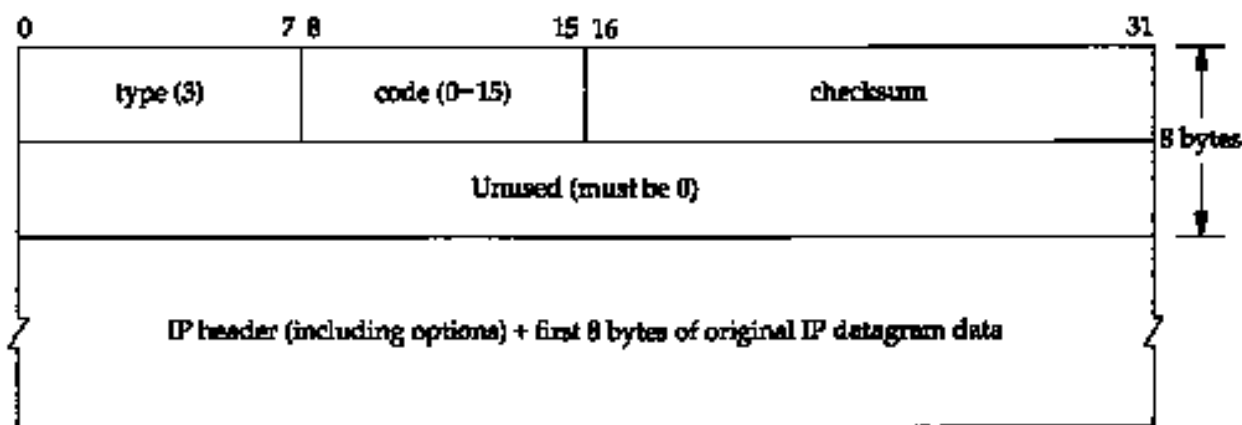 0 7 8 15 16 31
type (3) code (0-15) checksum
8 bytes
Unused (must be 0)
IP header (including options) + first 8 bytes of original IP datagram data